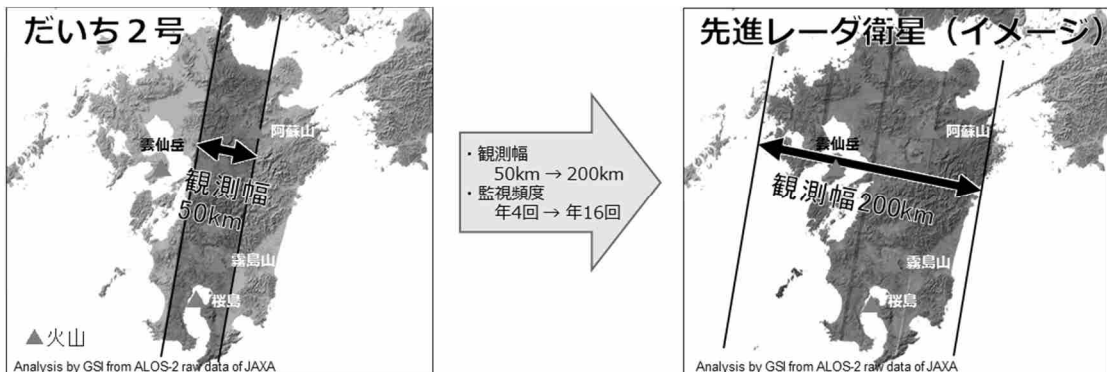 だいち２号
阿蘇山
雲仙岳
観測幅
50km
霧島山
桜島
▲火山
Analysis by GSI from ALOS-2 raw data of JAXA
・観測幅
50km → 200km
・監視頻度
年4回 → 年16回
先進レーダ衛星（イメージ）
阿蘇山
雲仙岳
観測幅200km
霧島山
桜島
Analysis by GSI from ALOS-2 raw data of JAXA